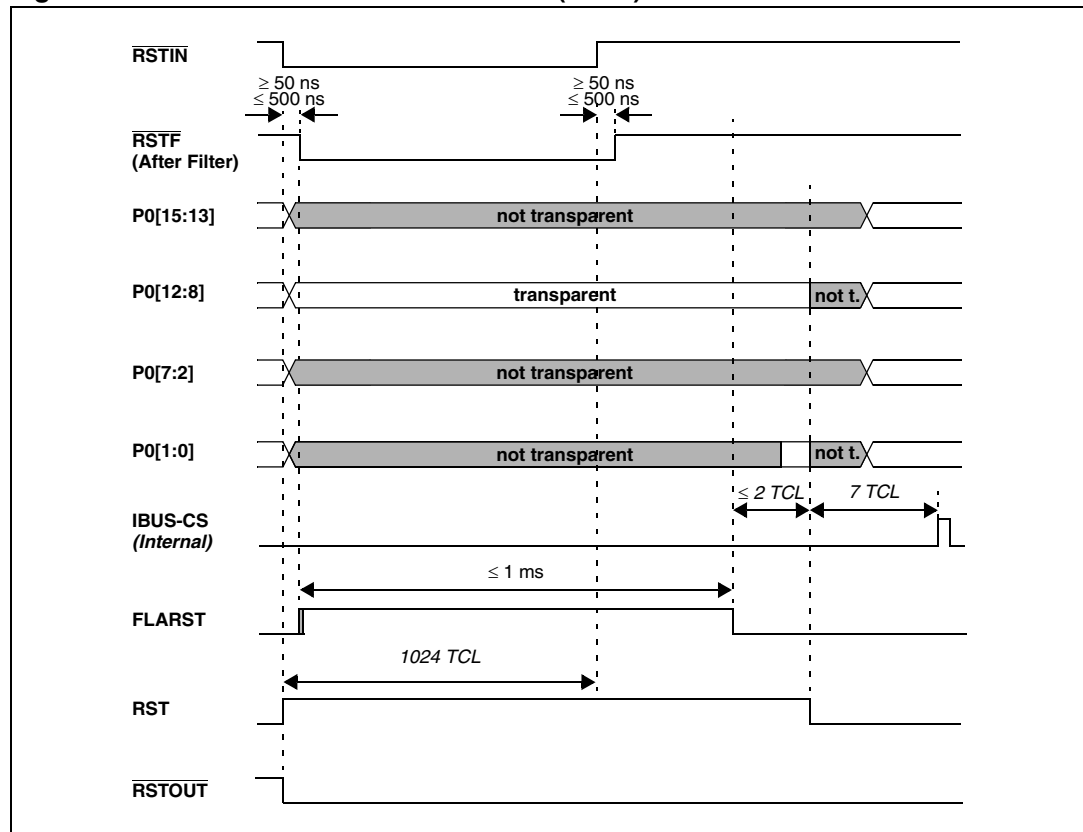 RSTIN
≥ 50 ns ≥ 50 ns
≤ 500 ns ≤ 500 ns
RSTF
(After Filter)
P0[15:13] not transparent
P0[12:8] transparent not t.
P0[7:2] not transparent
P0[1:0] not transparent not t.
≤ 2 TCL 7 TCL
IBUS-CS
(Internal)
≤ 1 ms
FLARST
1024 TCL
RST
RSTOUT